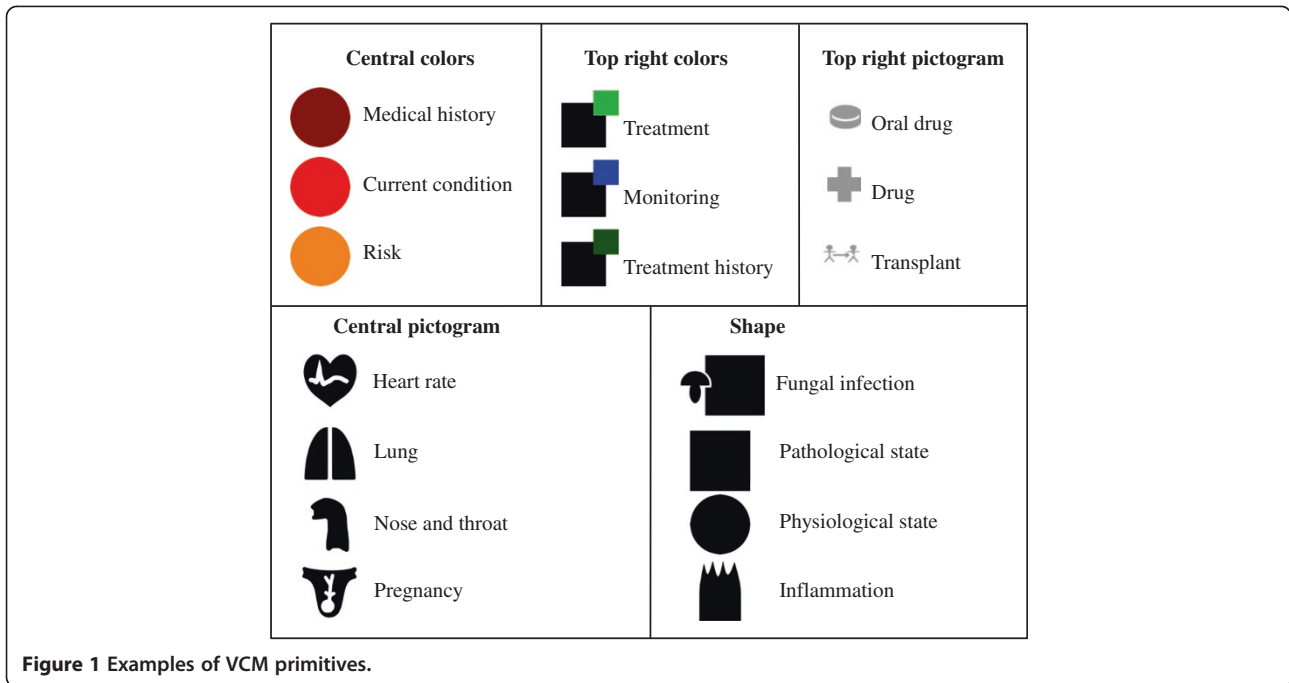 Central colors
Medical history
Current condition
Risk
Top right colors
Treatment
Monitoring
Treatment history
Top right pictogram
Oral drug
Drug
Transplant
Central pictogram
Heart rate
Lung
Nose and throat
Pregnancy
Shape
Fungal infection
Pathological state
Physiological state
Inflammation
Figure 1 Examples of VCM primitives.